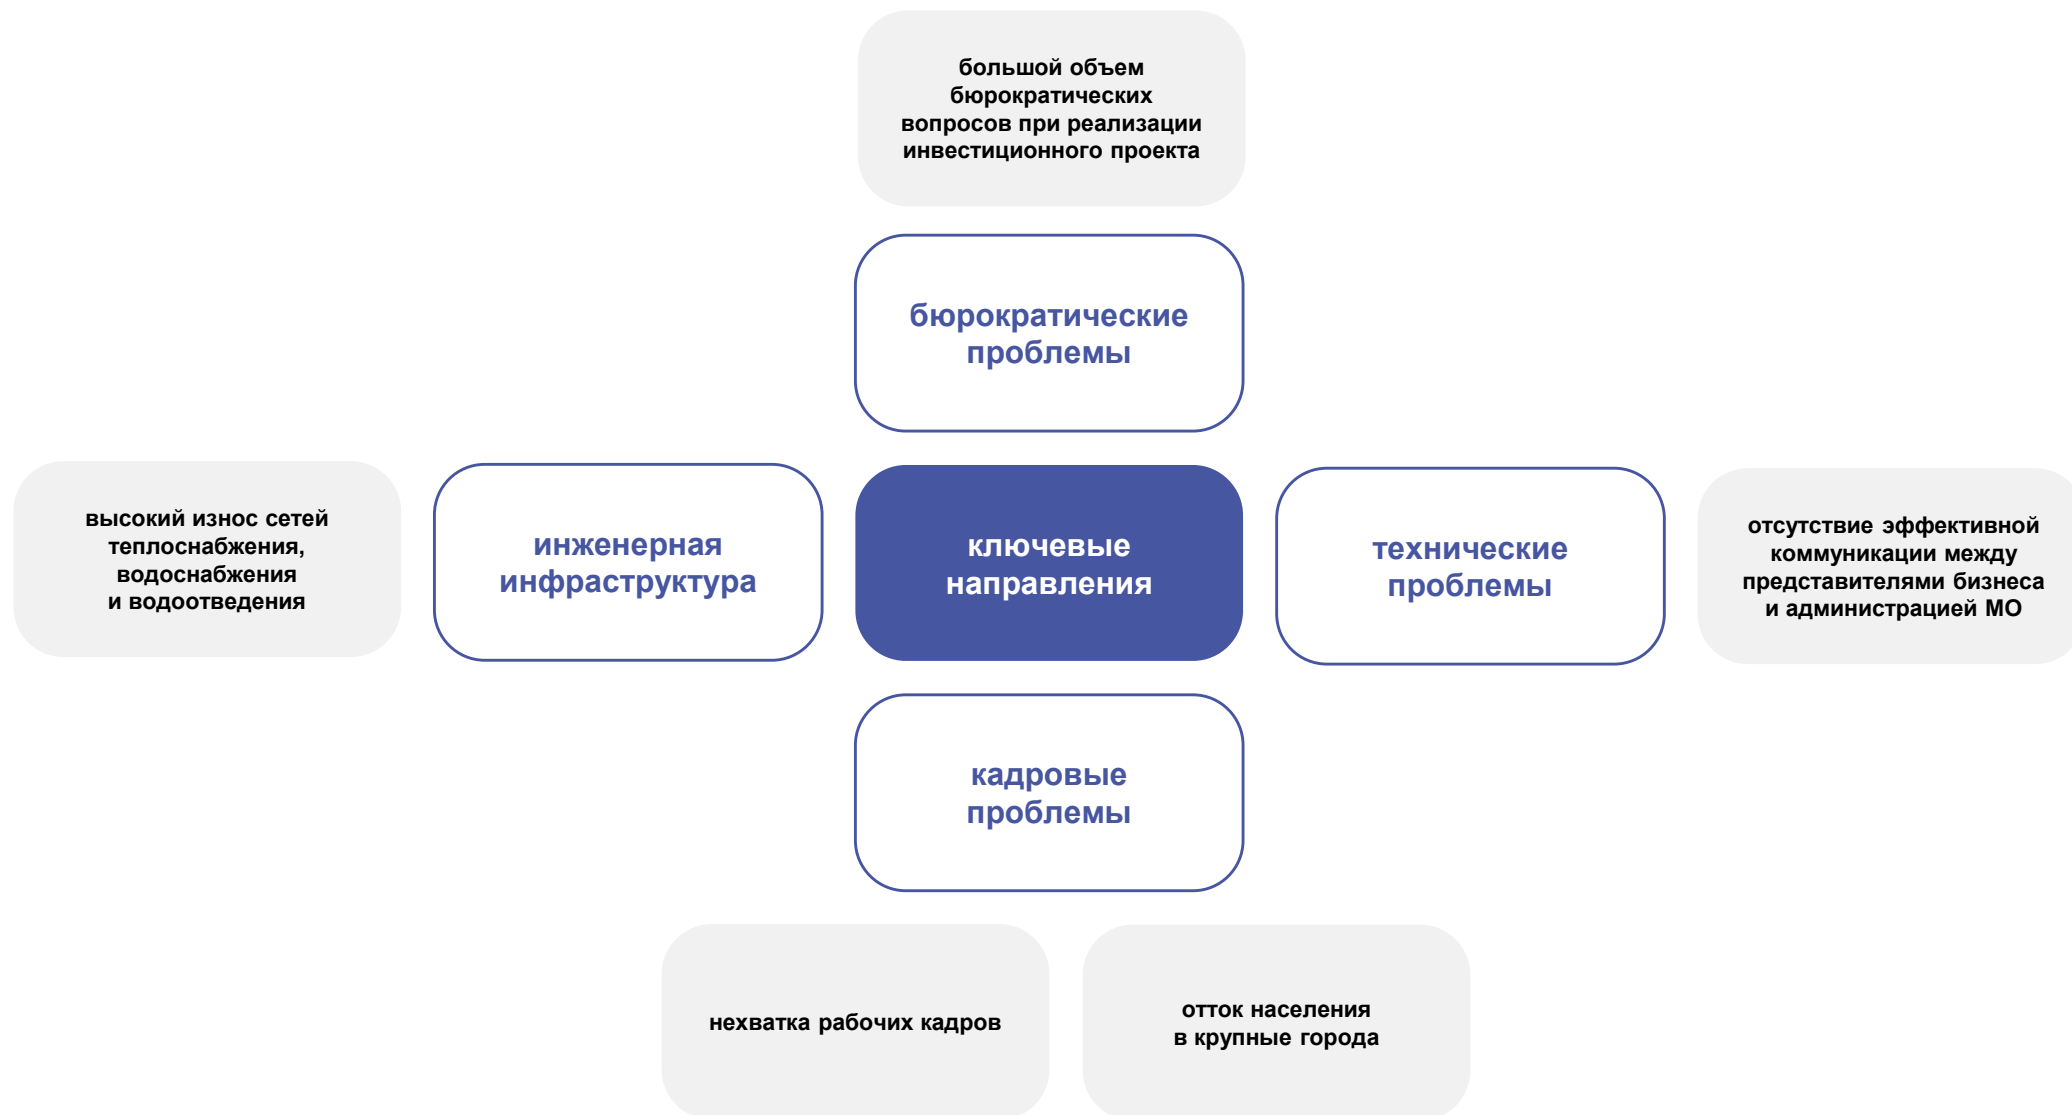 большой объем
бюрократических
вопросов при реализации
инвестиционного проекта
бюрократические
проблемы
высокий износ сетей
теплоснабжения,
водоснабжения
и водоотведения
инженерная
инфраструктура
ключевые
направления
технические
проблемы
отсутствие эффективной
коммуникации между
представителями бизнеса
и администрацией МО
кадровые
проблемы
нехватка рабочих кадров
отток населения
в крупные города